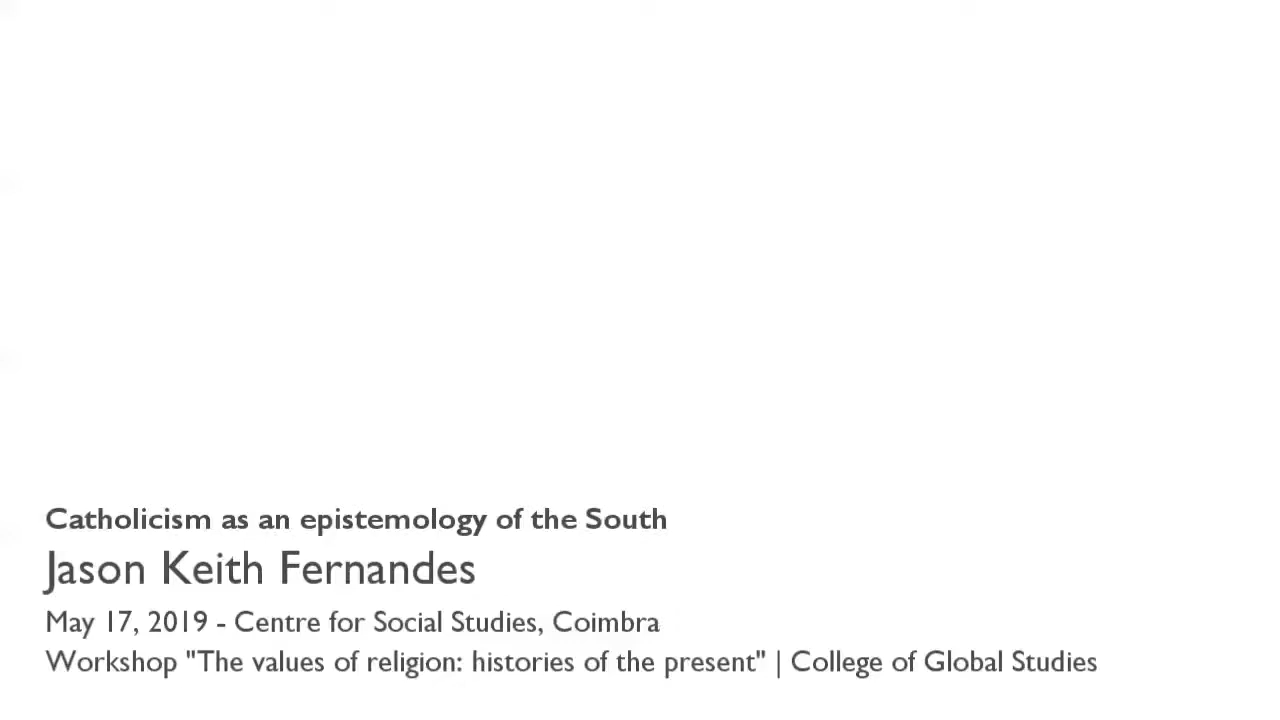 Catholicism as an epistemology of the South
Jason Keith Fernandes
May 17, 2019 - Centre for Social Studies, Coimbra
Workshop "The values of religion: histories of the present" | College of Global Studies